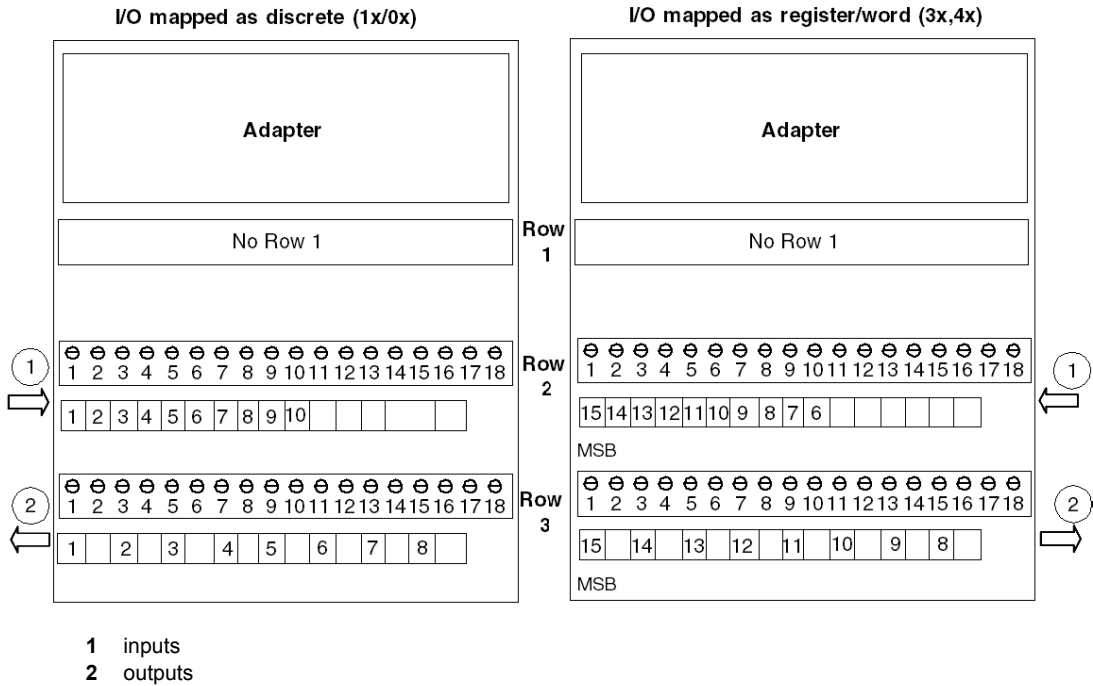 I/O mapped as discrete (1x/0x)
I/O mapped as register/word (3x,4x)
Adapter
Adapter
No Row 1
Row 1
No Row 1
1
1 2 3 4 5 6 7 8 9 10 11 12 13 14 15 16 17 18
Row 2
1 2 3 4 5 6 7 8 9 10 11 12 13 14 15 16 17 18
1
1 2 3 4 5 6 7 8 9 10
15 14 13 12 11 10 9 8 7 6
MSB
2
1 2 3 4 5 6 7 8 9 10 11 12 13 14 15 16 17 18
Row 3
1 2 3 4 5 6 7 8 9 10 11 12 13 14 15 16 17 18
2
1 2 3 4 5 6 7 8
15 14 13 12 11 10 9 8
MSB
1 inputs
2 outputs